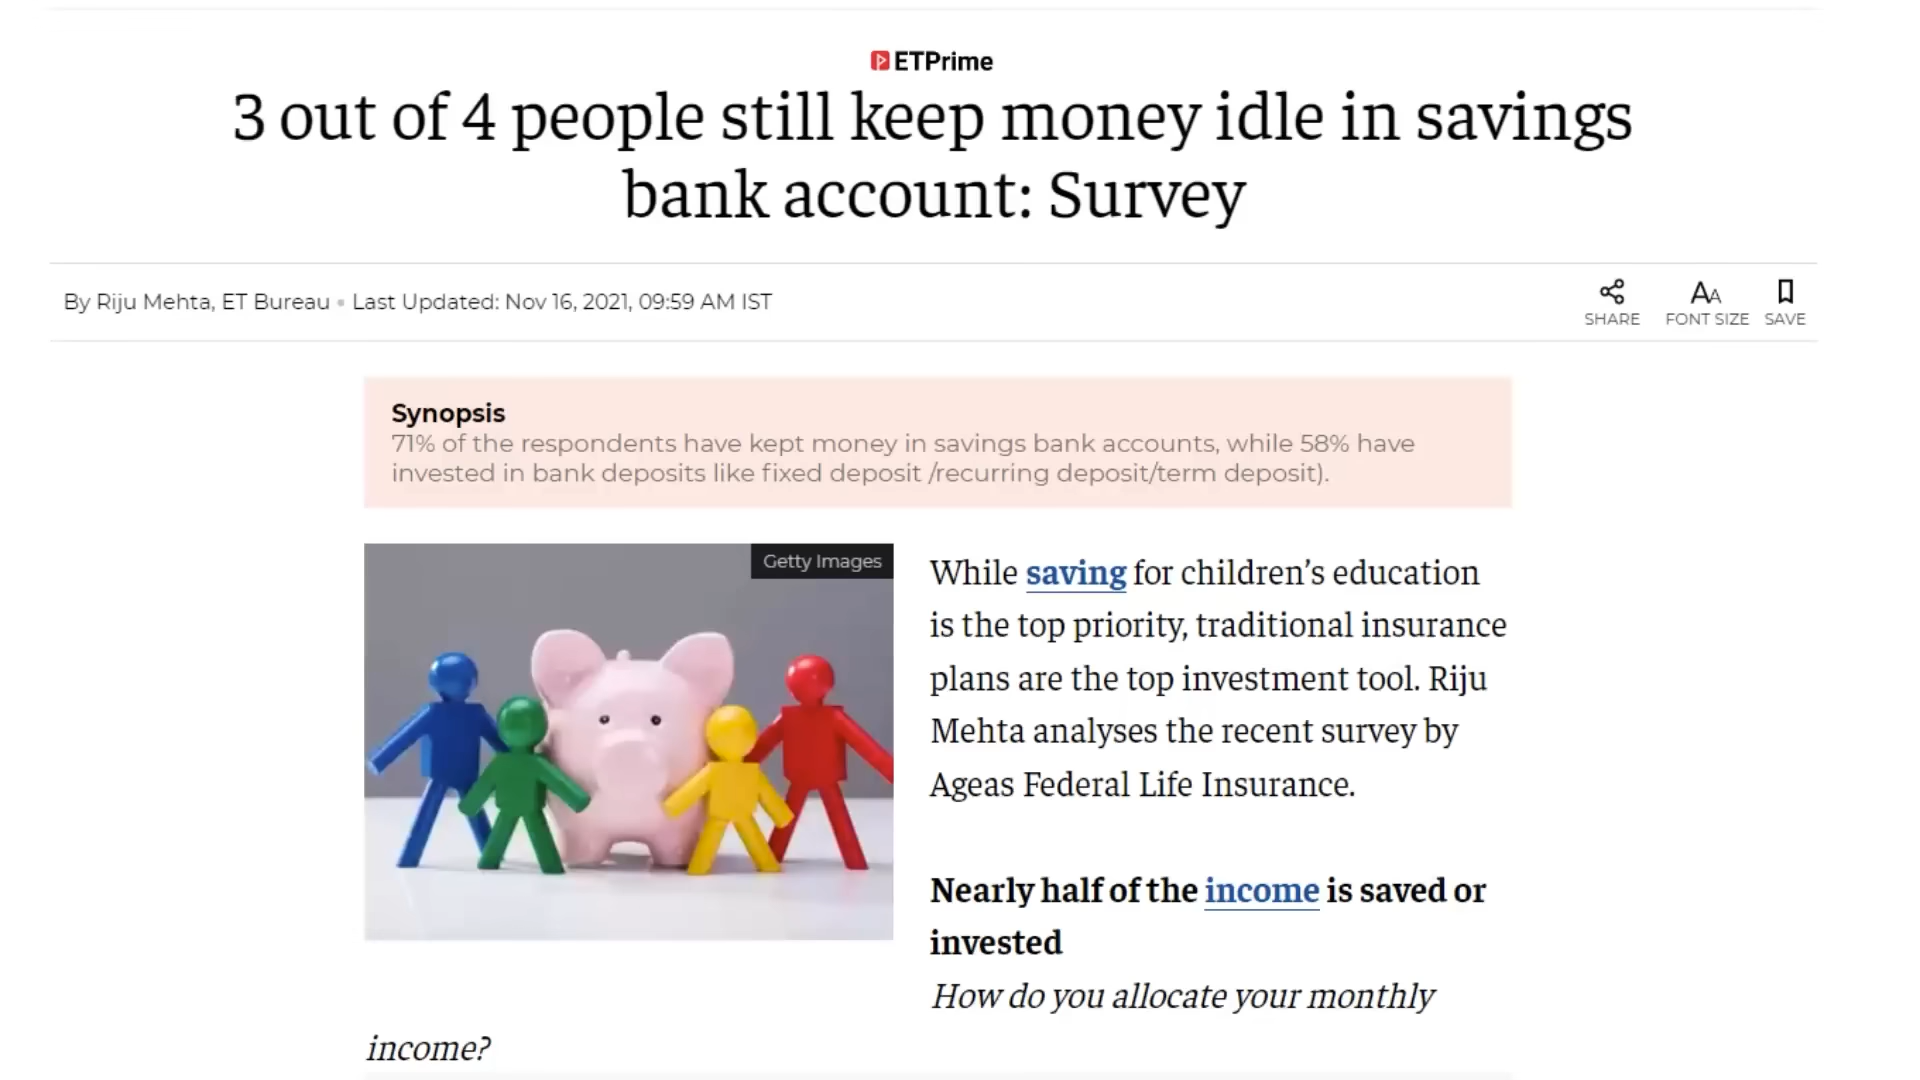 ETPrime
3 out of 4 people still keep money idle in savings
bank account: Survey
By Riju Mehta, ET Bureau • Last Updated: Nov 16, 2021, 09:59 AM IST
SHARE
FONT SIZE
SAVE
Synopsis
71% of the respondents have kept money in savings bank accounts, while 58% have
invested in bank deposits like fixed deposit /recurring deposit/term deposit).
Getty Images
While saving for children’s education
is the top priority, traditional insurance
plans are the top investment tool. Riju
Mehta analyses the recent survey by
Ageas Federal Life Insurance.
Nearly half of the income is saved or
invested
How do you allocate your monthly
income?